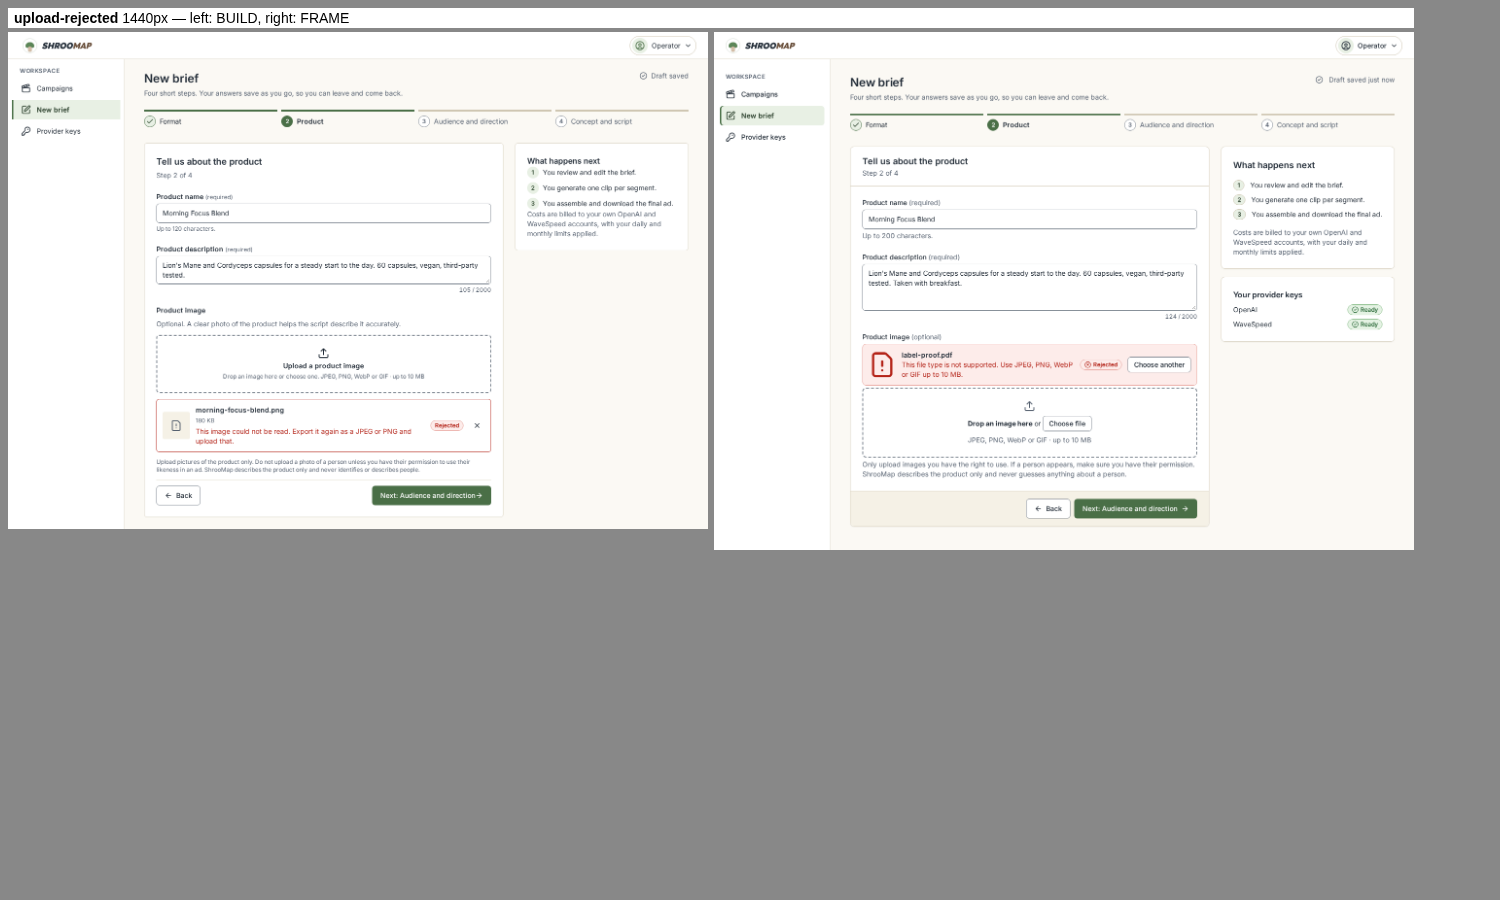 upload-rejected 1440px — left: BUILD, right: FRAME
SHROOMAP
Operator
WORKSPACE
Campaigns
New brief
Provider keys
New brief
Draft saved
Four short steps. Your answers save as you go, so you can leave and come back.
Format
2 Product
3 Audience and direction
4 Concept and script
Tell us about the product
Step 2 of 4
Product name (required)
Morning Focus Blend
Up to 120 characters.
Product description (required)
Lion's Mane and Cordyceps capsules for a steady start to the day. 60 capsules, vegan, third-party
tested.
105 / 2000
Product image
Optional. A clear photo of the product helps the script describe it accurately.
Upload a product image
Drop an image here or choose one. JPEG, PNG, WebP or GIF · up to 10 MB
morning-focus-blend.png
180 KB
This image could not be read. Export it again as a JPEG or PNG and
upload that.
Rejected
Upload pictures of the product only. Do not upload a photo of a person unless you have their permission to use their
likeness in an ad. ShrooMap describes the product only and never identifies or describes people.
Back
Next: Audience and direction
What happens next
1 You review and edit the brief.
2 You generate one clip per segment.
3 You assemble and download the final ad.
Costs are billed to your own OpenAI and
WaveSpeed accounts, with your daily and
monthly limits applied.
SHROOMAP
Operator
WORKSPACE
Campaigns
New brief
Provider keys
New brief
Draft saved just now
Four short steps. Your answers save as you go, so you can leave and come back.
Format
2 Product
3 Audience and direction
4 Concept and script
Tell us about the product
Step 2 of 4
Product name (required)
Morning Focus Blend
Up to 200 characters.
Product description (required)
Lion's Mane and Cordyceps capsules for a steady start to the day. 60 capsules, vegan, third-party
tested. Taken with breakfast.
124 / 2000
Product image (optional)
label-proof.pdf
This file type is not supported. Use JPEG, PNG, WebP
or GIF up to 10 MB.
Rejected
Choose another
Drop an image here or Choose file
JPEG, PNG, WebP or GIF · up to 10 MB
Only upload images you have the right to use. If a person appears, make sure you have their permission.
ShrooMap describes the product only and never guesses anything about a person.
Back
Next: Audience and direction
What happens next
1 You review and edit the brief.
2 You generate one clip per segment.
3 You assemble and download the final ad.
Costs are billed to your own OpenAI and
WaveSpeed accounts, with your daily and
monthly limits applied.
Your provider keys
OpenAI Ready
WaveSpeed Ready